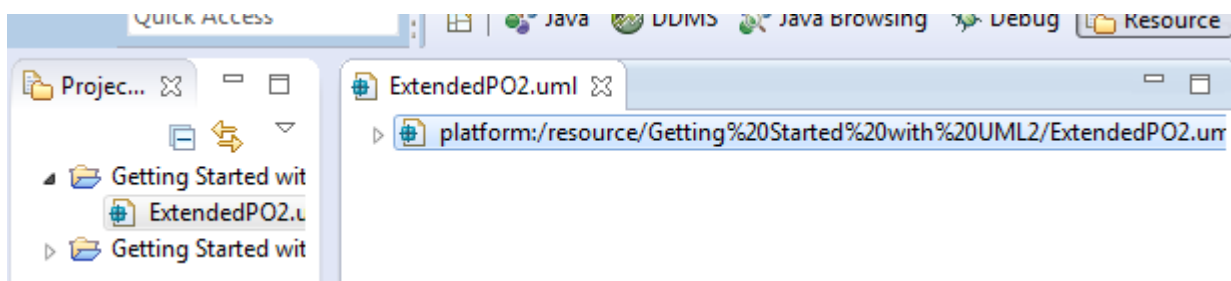 Quick Access Java DDMS Java Browsing Debug Resource
Projec... ExtendedPO2.uml
platform:/resource/Getting%20Started%20with%20UML2/ExtendedPO2.um
Getting Started wit
ExtendedPO2.u
Getting Started wit